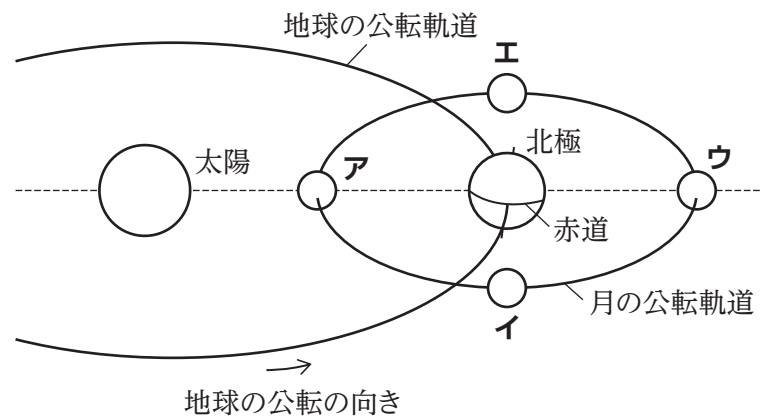 地球の公転軌道
エ
北極
太陽
ア
ウ
赤道
月の公転軌道
イ
地球の公転の向き